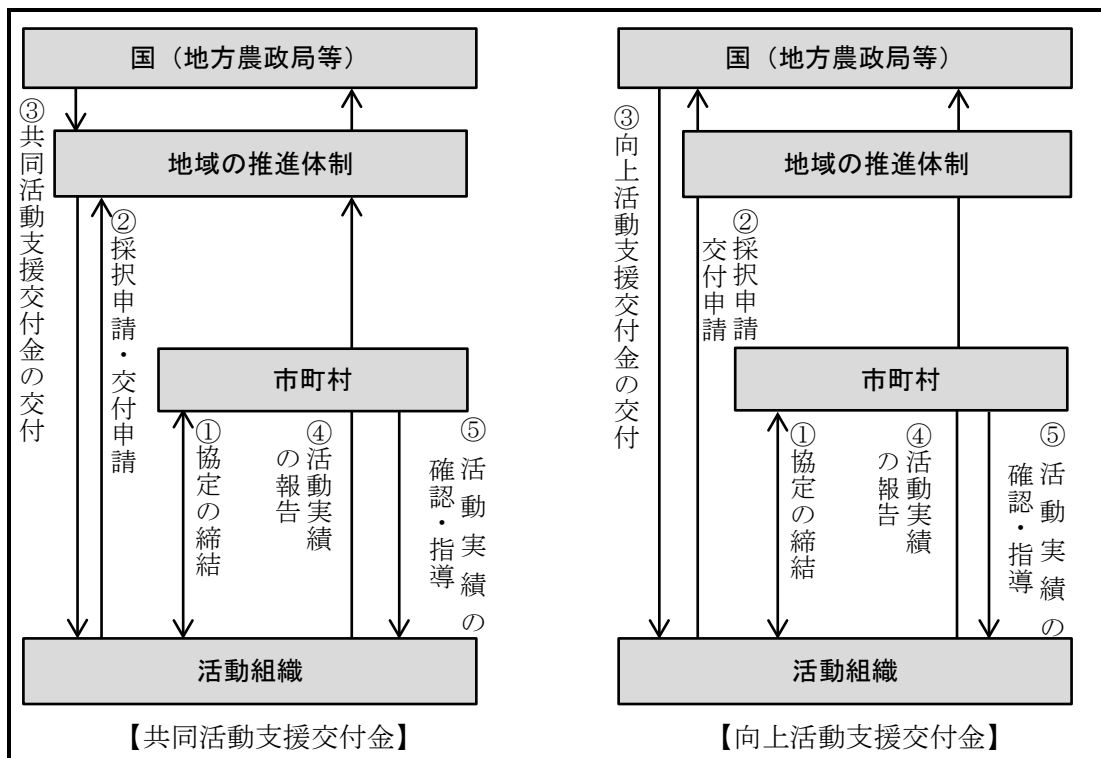 国（地方農政局等）
地域の推進体制
③共同活動支援交付金の交付
②採択申請・交付申請
市町村
①協定の締結
④活動実績
の報告
⑤活動実績の
確認・指導
活動組織
【共同活動支援交付金】
国（地方農政局等）
地域の推進体制
③向上活動支援交付金の交付
②採択申請
交付申請
市町村
①協定の締結
④活動実績
の報告
⑤活動実績の
確認・指導
活動組織
【向上活動支援交付金】